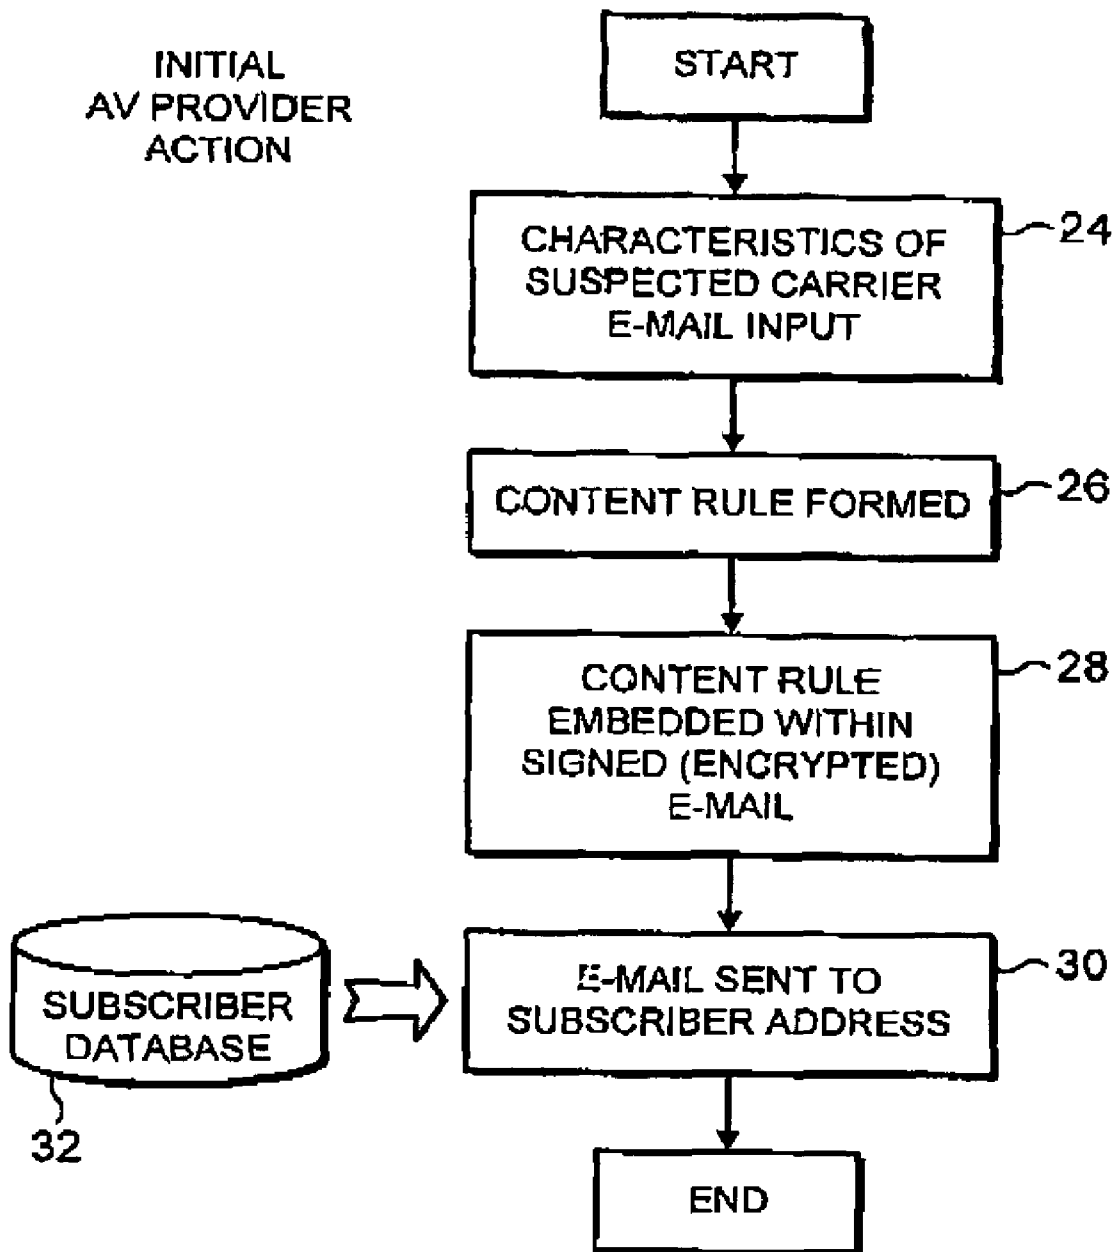 INITIAL
AV PROVIDER
ACTION
START
CHARACTERISTICS OF
SUSPECTED CARRIER
E-MAIL INPUT
24
CONTENT RULE FORMED
26
CONTENT RULE
EMBEDDED WITHIN
SIGNED (ENCRYPTED)
E-MAIL
28
SUBSCRIBER
DATABASE
32
E-MAIL SENT TO
SUBSCRIBER ADDRESS
30
END